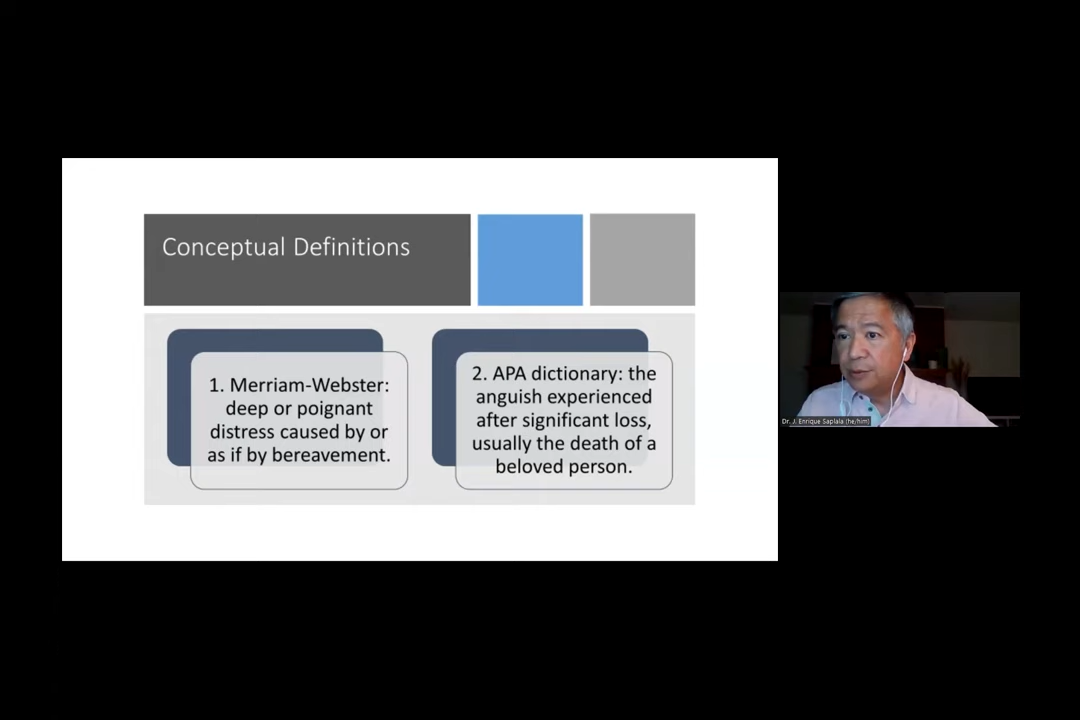 Conceptual Definitions
1. Merriam-Webster:
deep or poignant
distress caused by or
as if by bereavement.
2. APA dictionary: the
anguish experienced
after significant loss,
usually the death of a
beloved person.
Dr. J. Enrique Saplala (he/him)